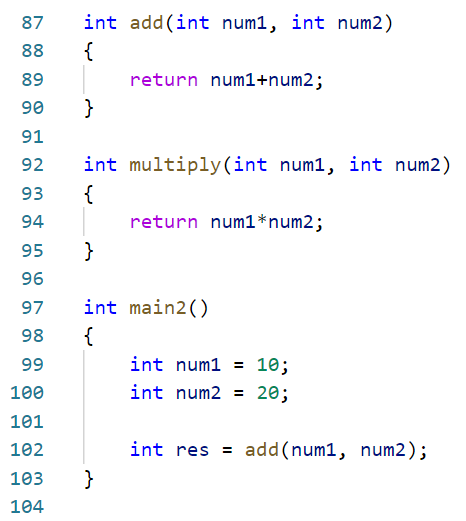 87 int add(int num1, int num2)
88 {
89     return num1+num2;
90 }
91
92 int multiply(int num1, int num2)
93 {
94     return num1*num2;
95 }
96
97 int main2()
98 {
99     int num1 = 10;
100     int num2 = 20;
101
102     int res = add(num1, num2);
103 }
104